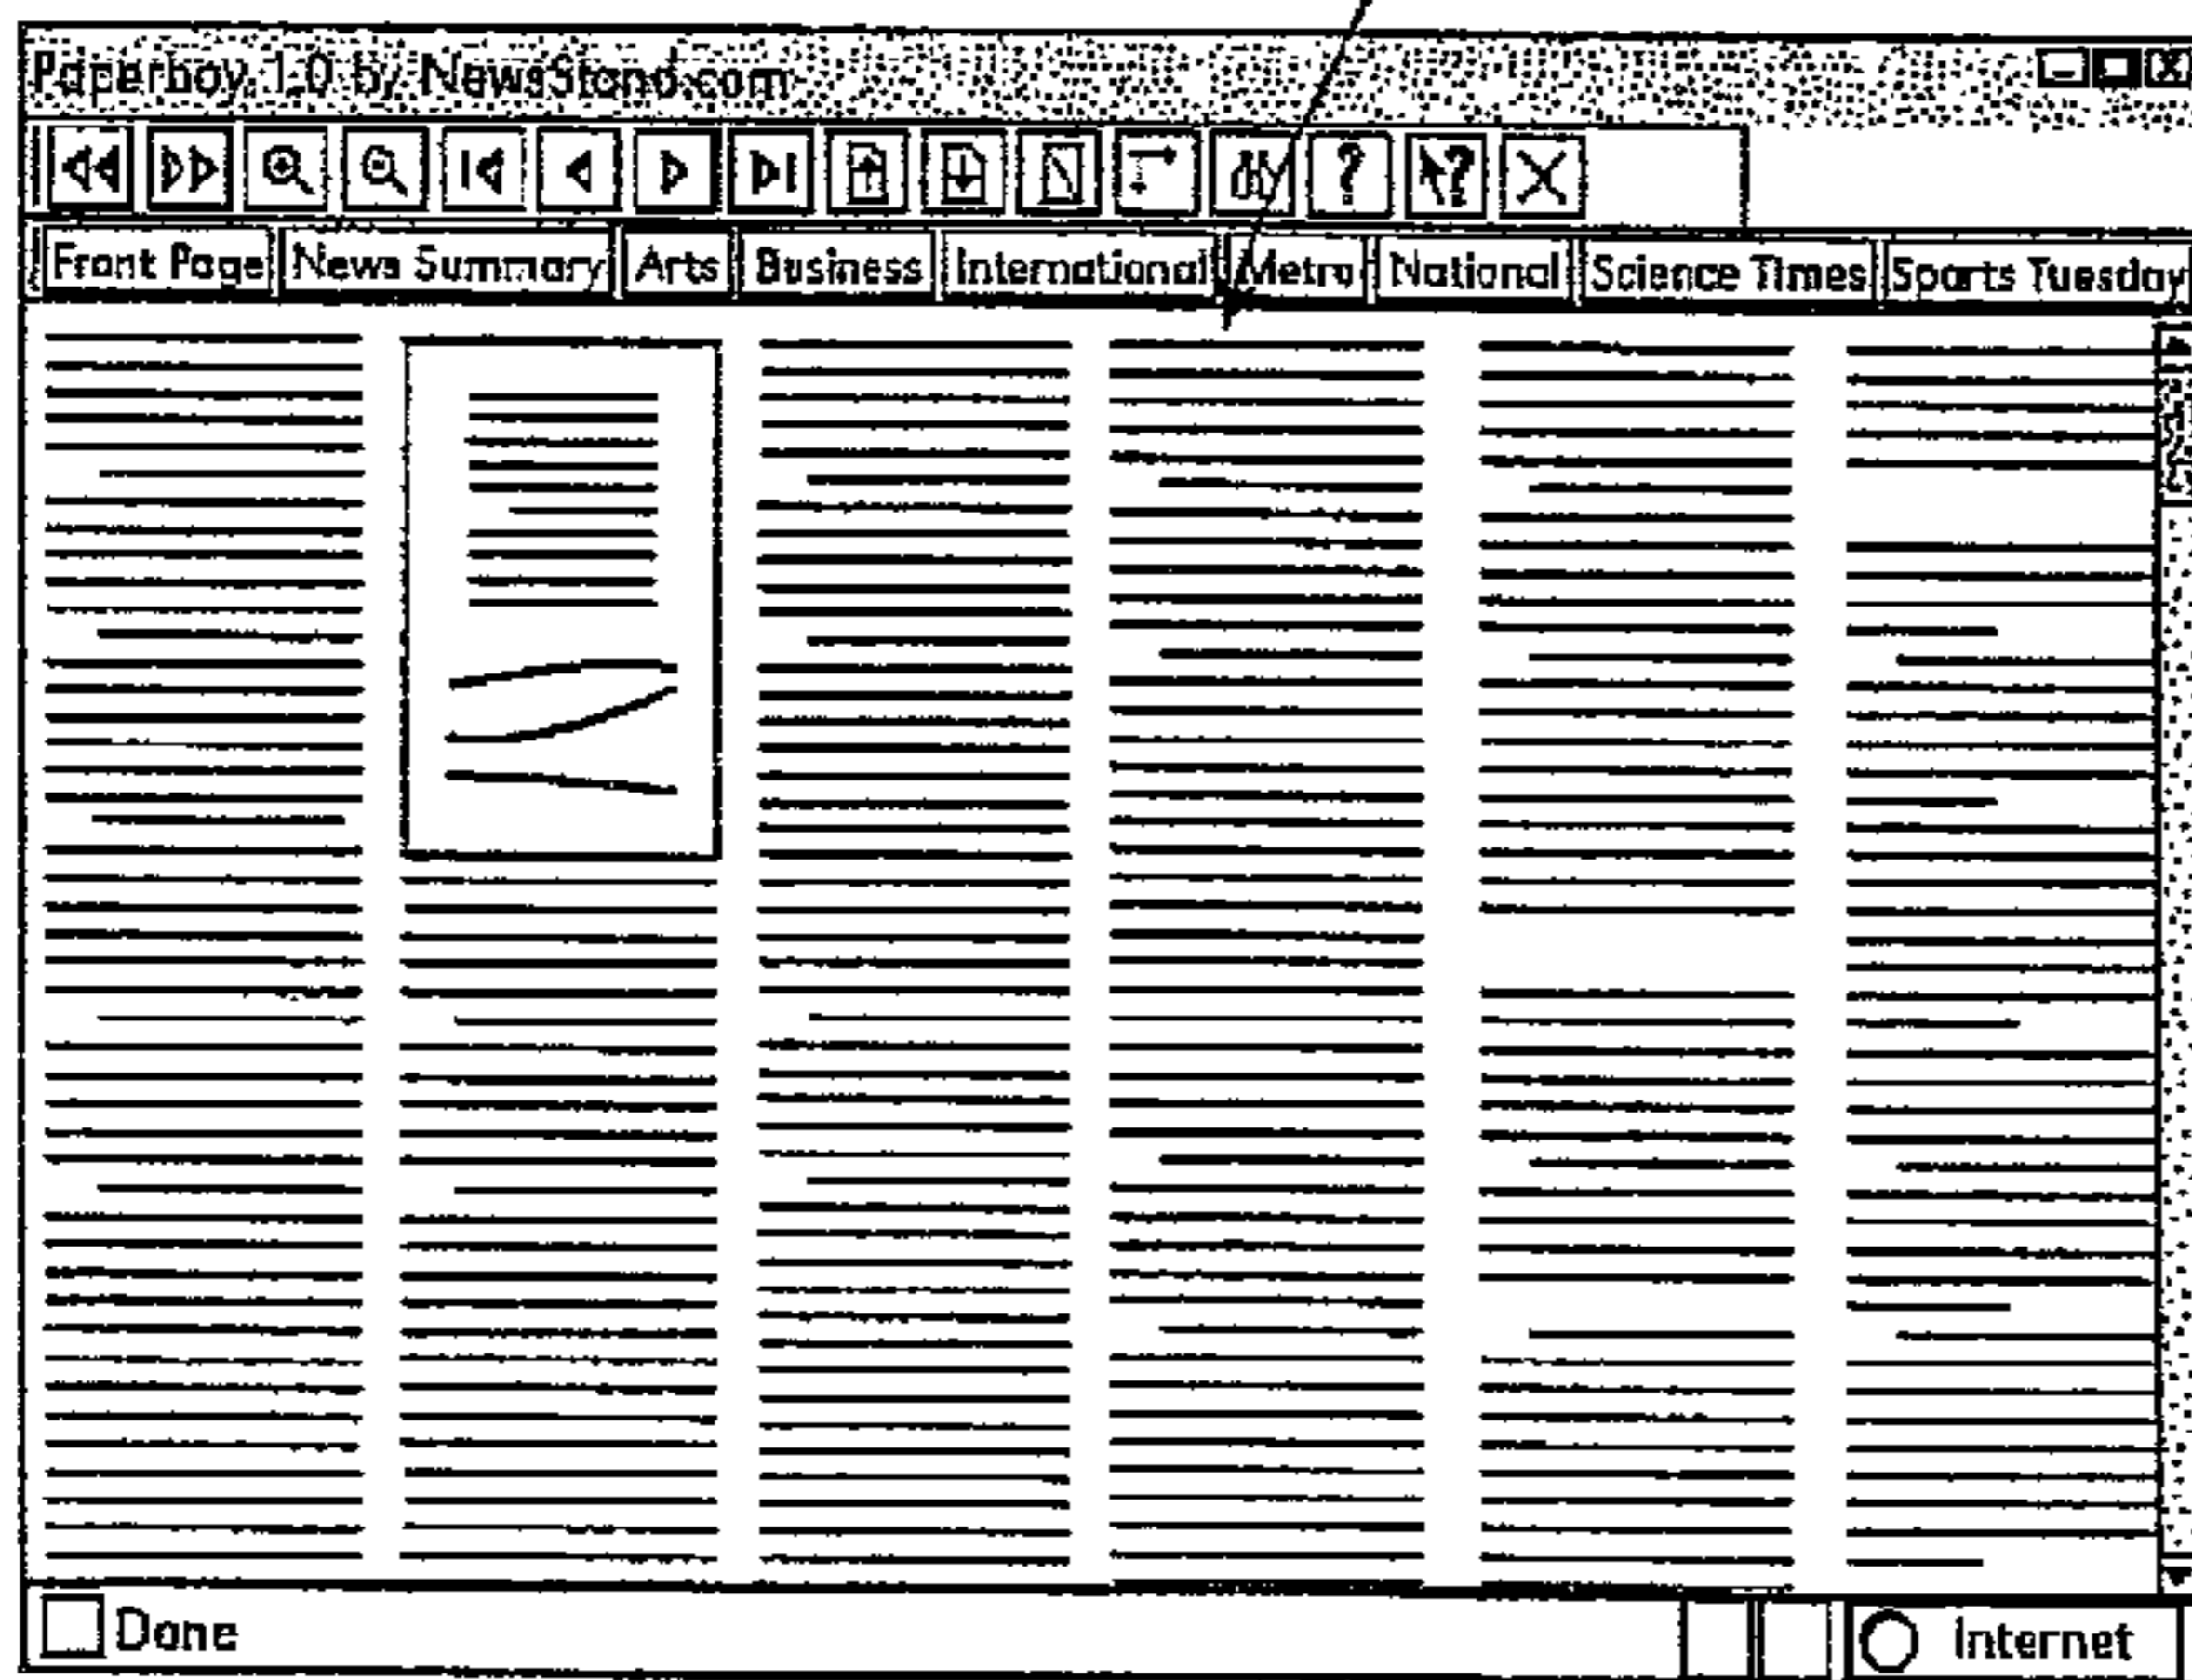 Paperboy 1.0 by NewsStand.com
? ?
Front Page News Summary Arts Business International Metro National Science Times Sports Tuesday
Done Internet